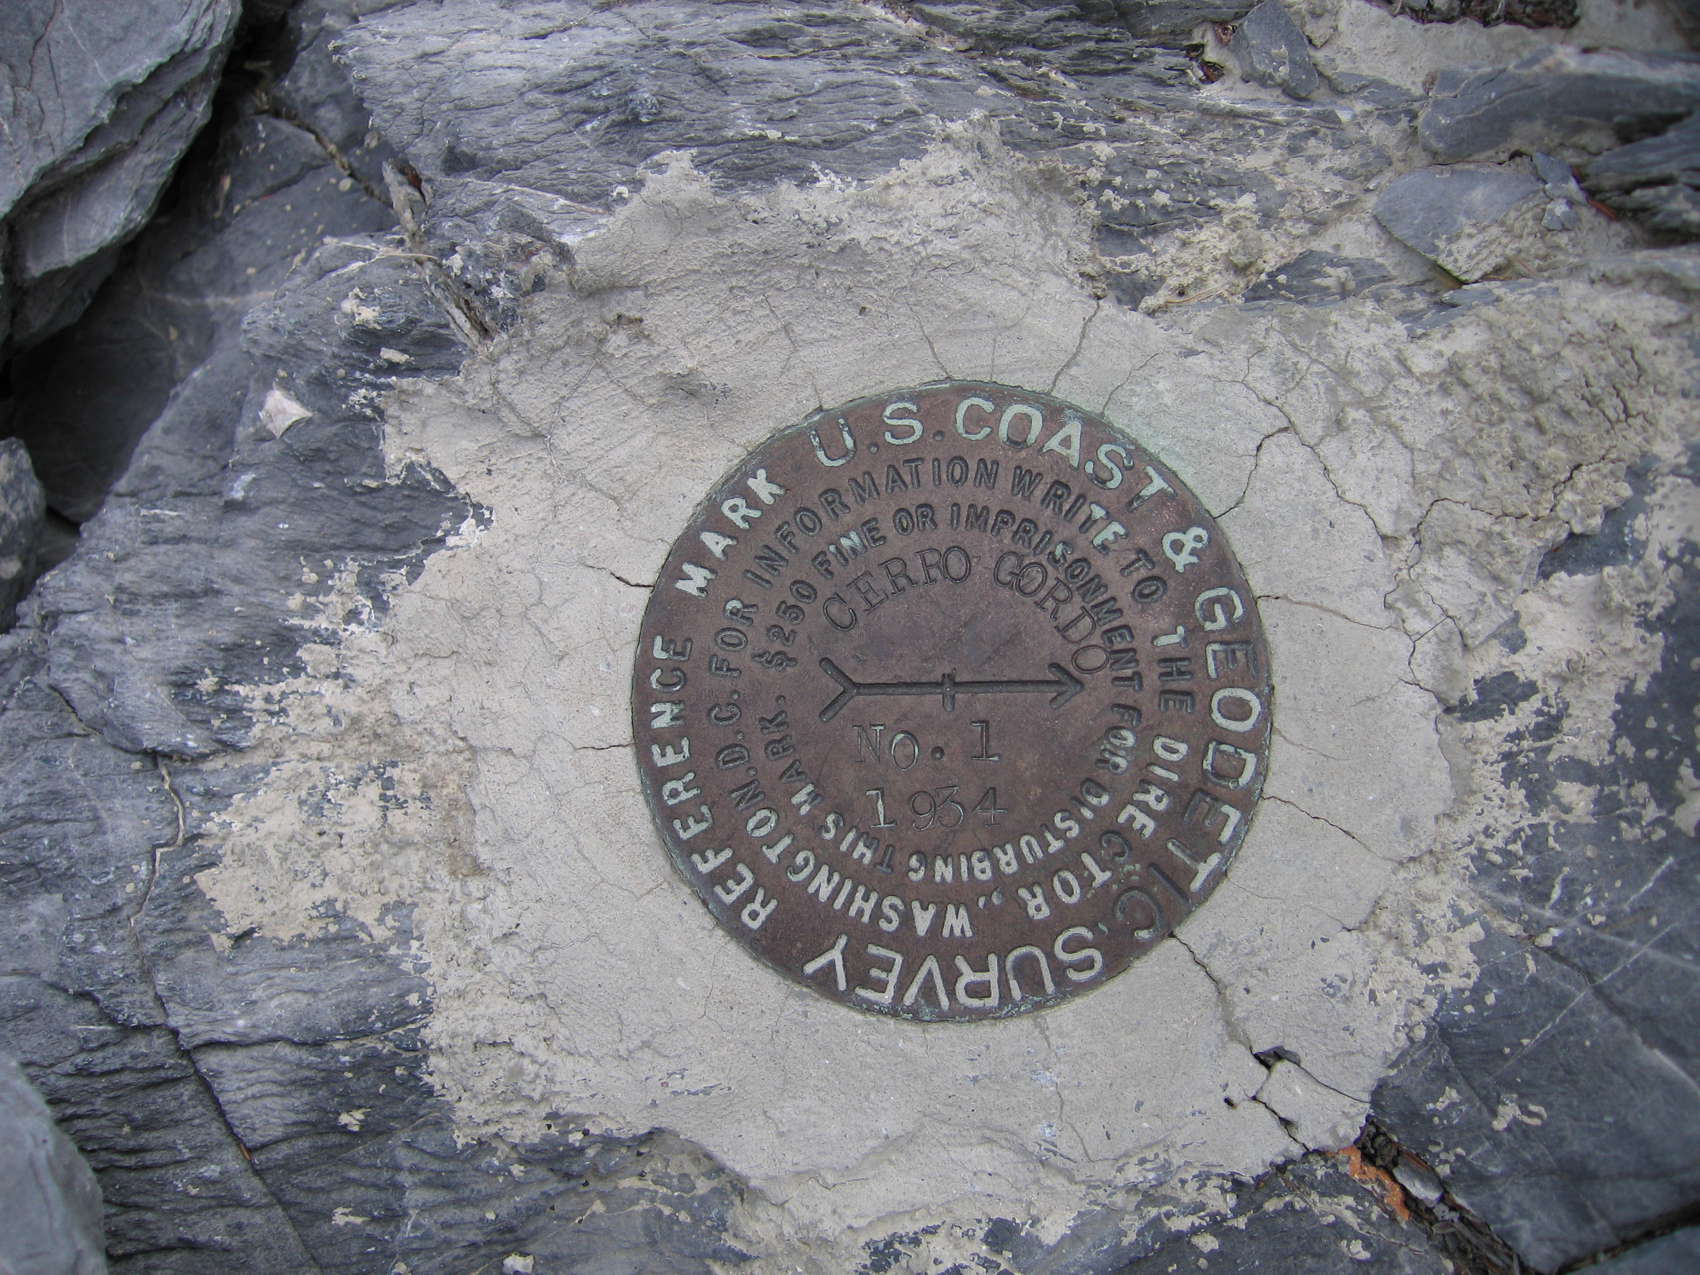 U.S. COAST & GEODETIC SURVEY
REFERENCE MARK
FOR INFORMATION WRITE TO THE DIRECTOR, WASHINGTON, D.C.
$250 FINE OR IMPRISONMENT FOR DISTURBING THIS MARK.
CERRO GORDO
NO. 1
1934